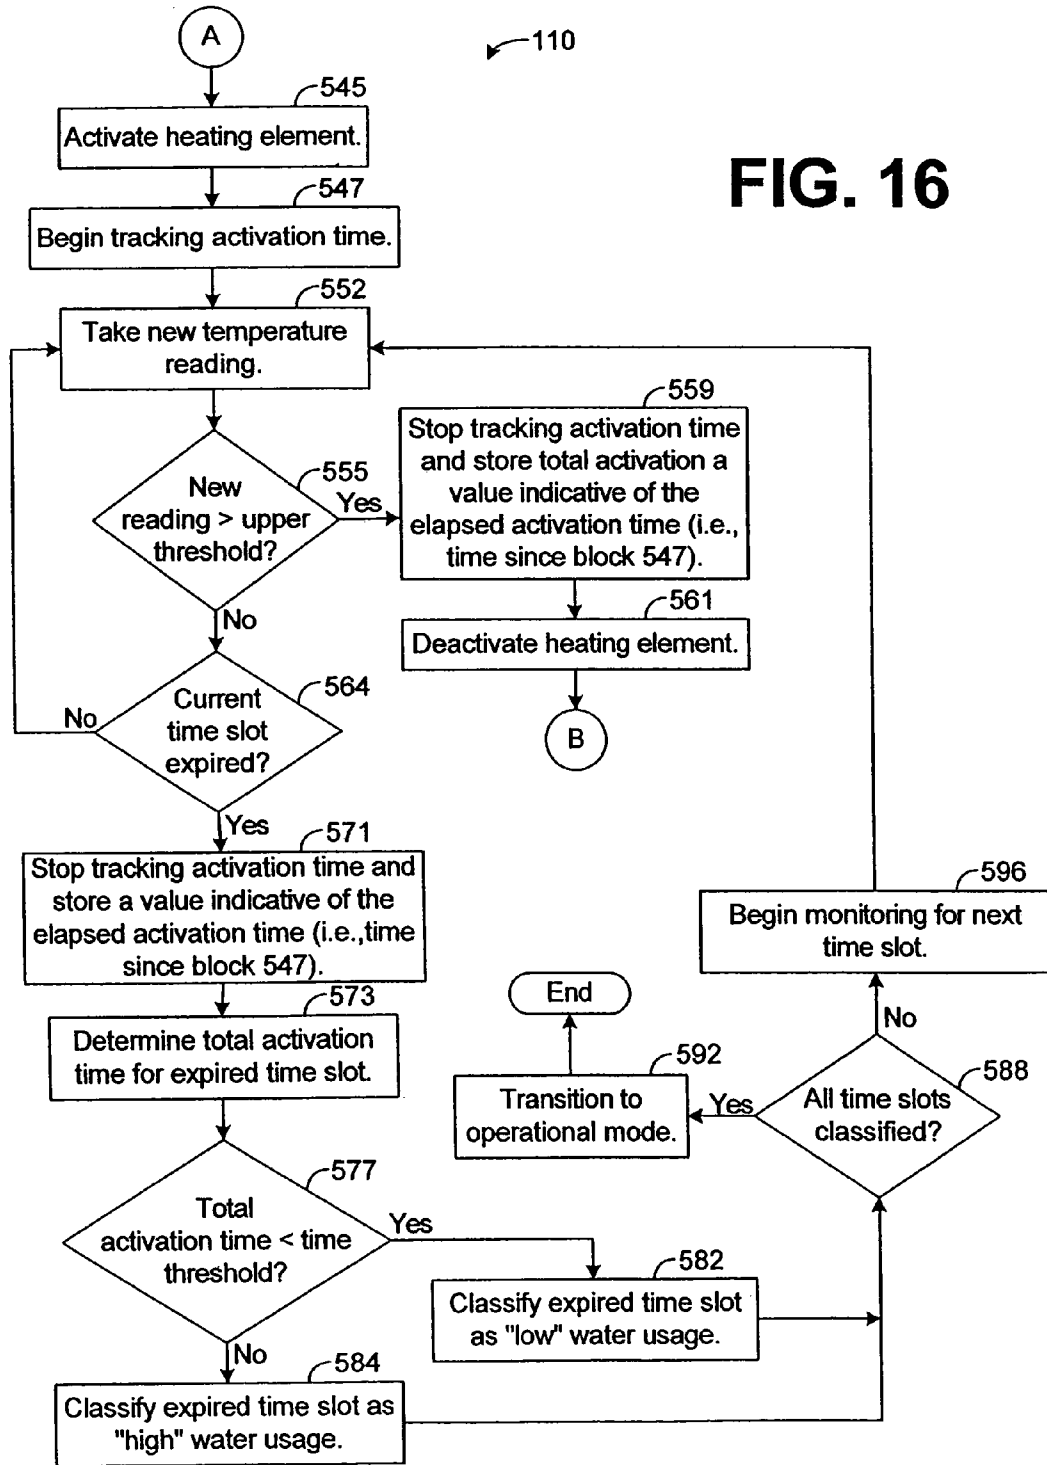 A
110
545
Activate heating element.
FIG. 16
547
Begin tracking activation time.
552
Take new temperature
reading.
555
New
reading > upper
threshold?
Yes
No
559
Stop tracking activation time
and store total activation a
value indicative of the
elapsed activation time (i.e.,
time since block 547).
561
Deactivate heating element.
B
564
Current
time slot
expired?
No
Yes
571
Stop tracking activation time and
store a value indicative of the
elapsed activation time (i.e.,time
since block 547).
573
Determine total activation
time for expired time slot.
577
Total
activation time < time
threshold?
Yes
No
582
Classify expired time slot
as "low" water usage.
584
Classify expired time slot as
"high" water usage.
588
All time slots
classified?
Yes
No
592
Transition to
operational mode.
End
596
Begin monitoring for next
time slot.